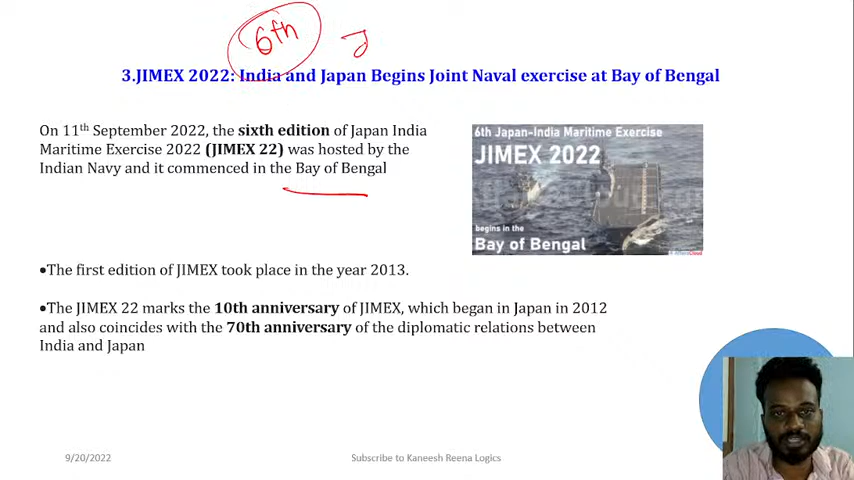 6th J
3.JIMEX 2022: India and Japan Begins Joint Naval exercise at Bay of Bengal
On 11th September 2022, the sixth edition of Japan India
Maritime Exercise 2022 (JIMEX 22) was hosted by the
Indian Navy and it commenced in the Bay of Bengal
6th Japan-India Maritime Exercise
JIMEX 2022
begins in the
Bay of Bengal
•The first edition of JIMEX took place in the year 2013.
•The JIMEX 22 marks the 10th anniversary of JIMEX, which began in Japan in 2012
and also coincides with the 70th anniversary of the diplomatic relations between
India and Japan
9/20/2022
Subscribe to Kaneesh Reena Logics